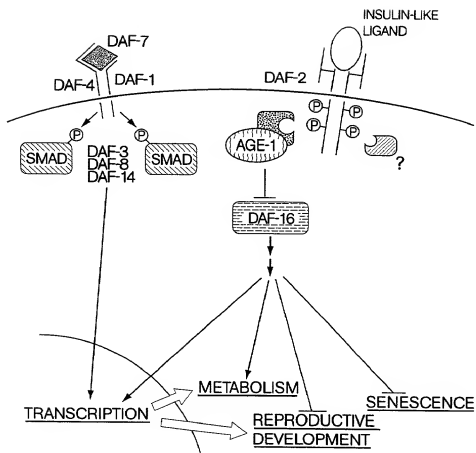 INSULIN-LIKE
LIGAND
DAF-7
DAF-4
DAF-1
DAF-2
P
P
P
P
P
P
SMAD
DAF-3
DAF-8
DAF-14
SMAD
AGE-1
?
DAF-16
METABOLISM
SENESCENCE
TRANSCRIPTION
REPRODUCTIVE
DEVELOPMENT